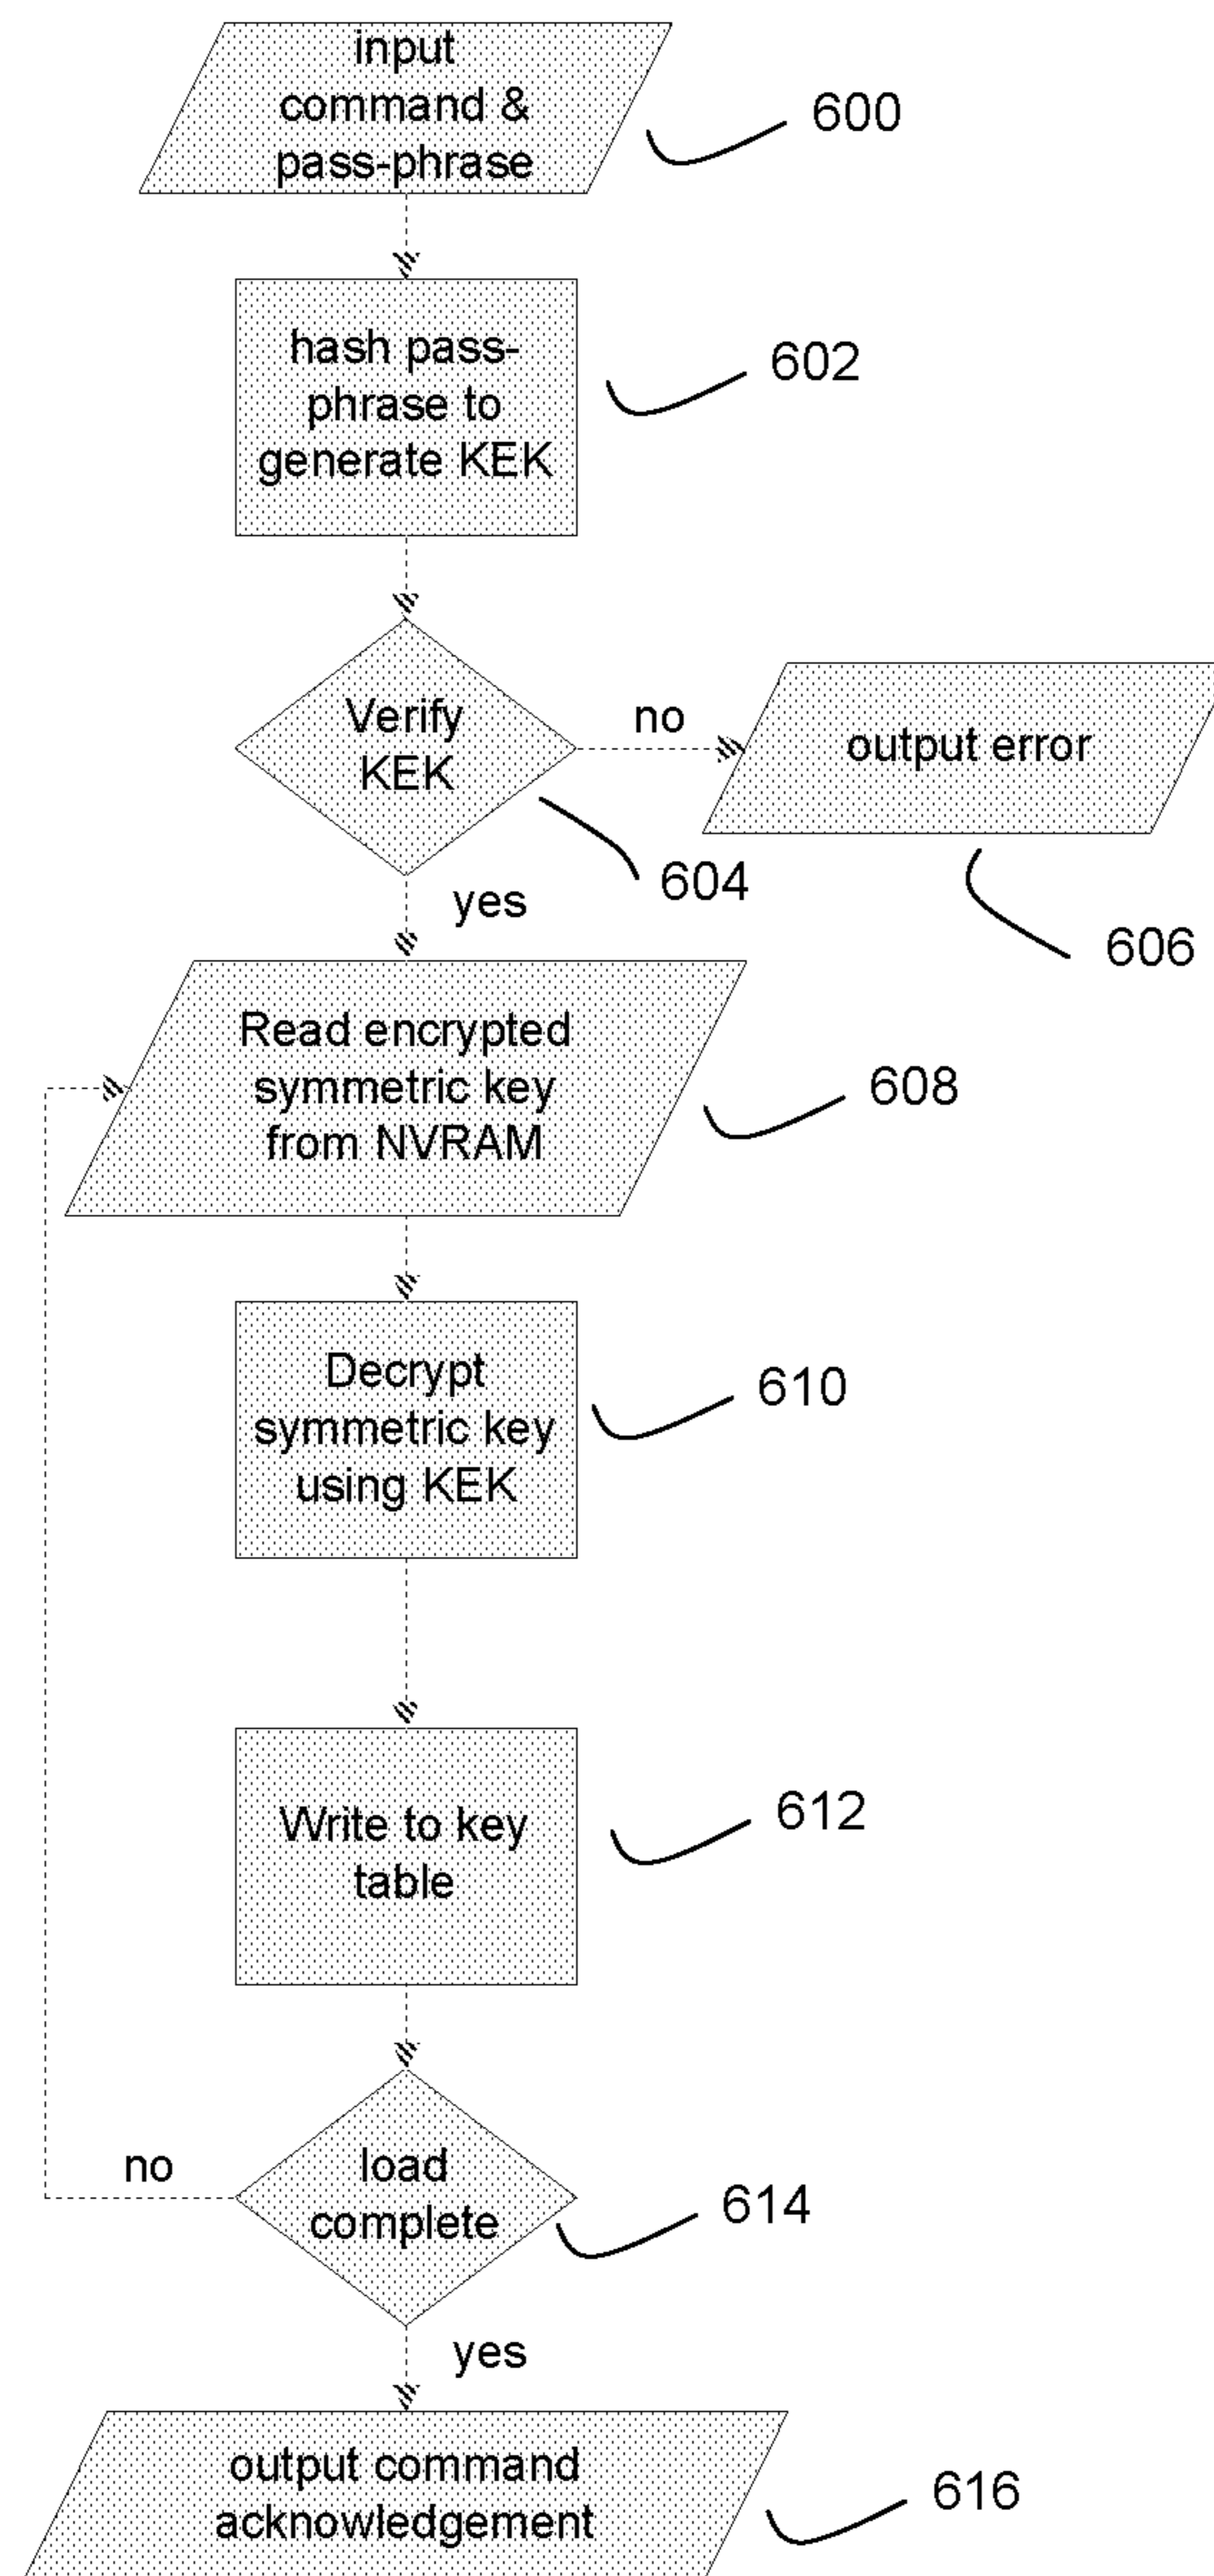 input
command &
pass-phrase
600
hash pass-
phrase to
generate KEK
602
Verify
KEK
no
output error
604
yes
606
Read encrypted
symmetric key
from NVRAM
608
Decrypt
symmetric key
using KEK
610
Write to key
table
612
no
load
complete
614
yes
output command
acknowledgement
616